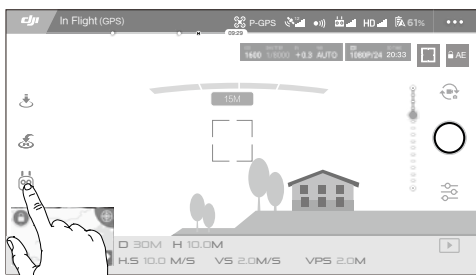 dji In Flight (GPS) P-GPS HD 61%
09:29
1600 1/8000 +0.3 AUTO 1080P/24 20:33 AE
15M
D 30M H 10.0M
H.S 10.0 M/S VS 2.0M/S VPS 2.0M